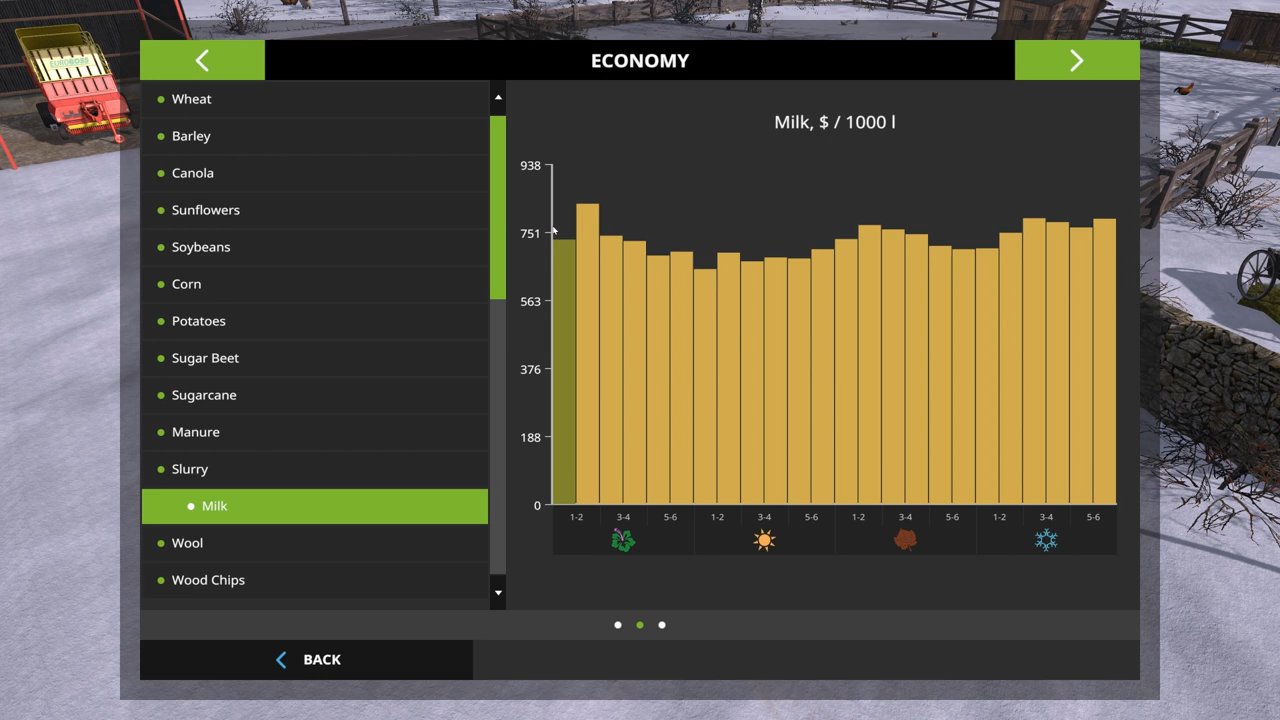 ECONOMY
Wheat
Barley
Canola
Sunflowers
Soybeans
Corn
Potatoes
Sugar Beet
Sugarcane
Manure
Slurry
Milk
Wool
Wood Chips
Milk, $ / 1000 l
938
751
563
376
188
0
1-2 3-4 5-6 1-2 3-4 5-6 1-2 3-4 5-6 1-2 3-4 5-6
BACK
EUROBOSS